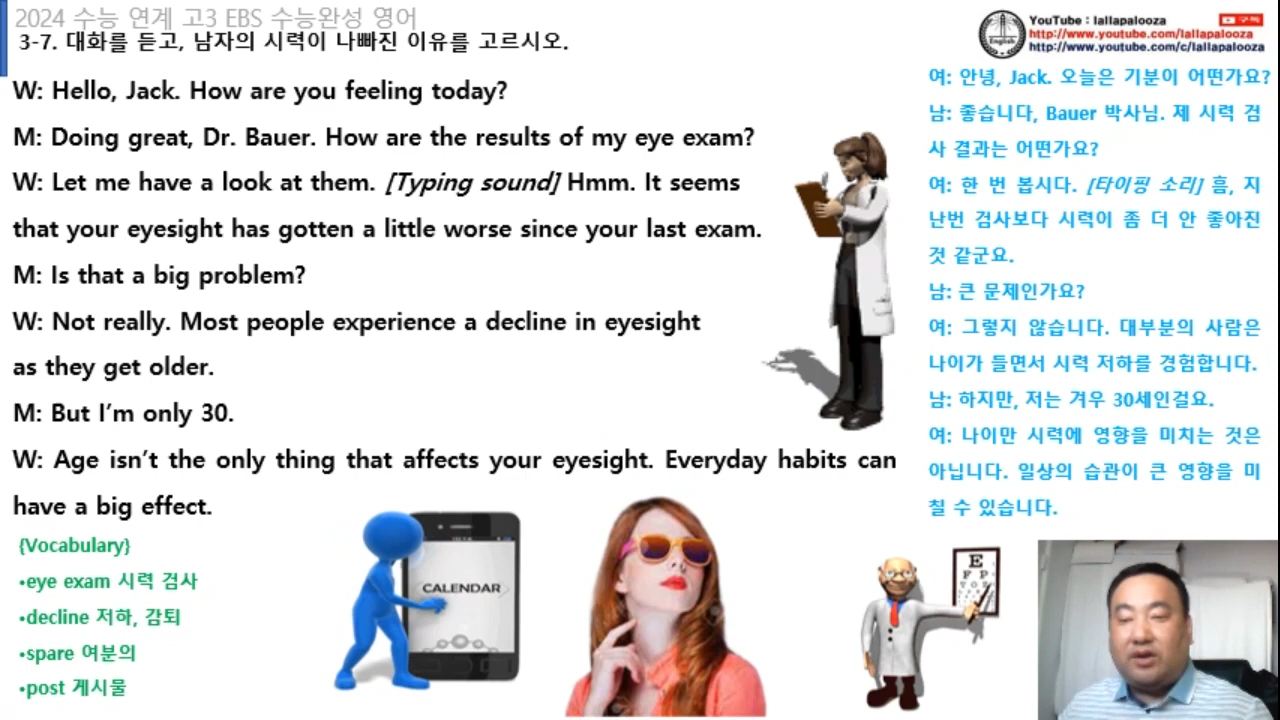 2024 수능 연계 고3 EBS 수능완성 영어
3-7. 대화를 듣고, 남자의 시력이 나빠진 이유를 고르시오.
English
YouTube : lallapalooza
구독
http://www.youtube.com/lallapalooza
http://www.youtube.com/c/lallapalooza
W: Hello, Jack. How are you feeling today?
M: Doing great, Dr. Bauer. How are the results of my eye exam?
W: Let me have a look at them. [Typing sound] Hmm. It seems
that your eyesight has gotten a little worse since your last exam.
M: Is that a big problem?
W: Not really. Most people experience a decline in eyesight
as they get older.
M: But I’m only 30.
W: Age isn’t the only thing that affects your eyesight. Everyday habits can
have a big effect.
{Vocabulary}
•eye exam 시력 검사
•decline 저하, 감퇴
•spare 여분의
•post 게시물
CALENDAR
E
F P
여: 안녕, Jack. 오늘은 기분이 어떤가요?
남: 좋습니다, Bauer 박사님. 제 시력 검
사 결과는 어떤가요?
여: 한 번 봅시다. [타이핑 소리] 흠, 지
난번 검사보다 시력이 좀 더 안 좋아진
것 같군요.
남: 큰 문제인가요?
여: 그렇지 않습니다. 대부분의 사람은
나이가 들면서 시력 저하를 경험합니다.
남: 하지만, 저는 겨우 30세인걸요.
여: 나이만 시력에 영향을 미치는 것은
아닙니다. 일상의 습관이 큰 영향을 미
칠 수 있습니다.